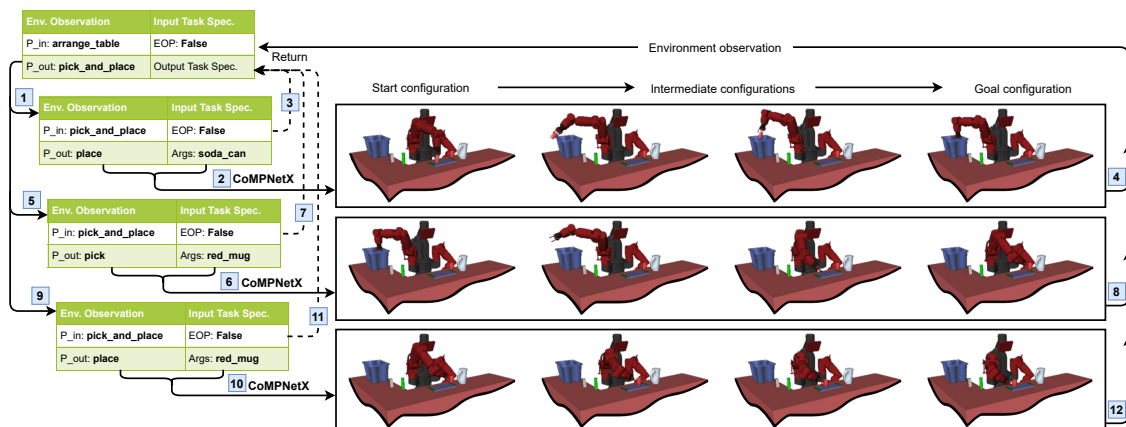 Env. Observation Input Task Spec.
P_in: arrange_table EOP: False
P_out: pick_and_place Output Task Spec.
Environment observation
Return
Start configuration Intermediate configurations Goal configuration
1
Env. Observation Input Task Spec.
P_in: pick_and_place EOP: False
P_out: place Args: soda_can
3
2 CoMPNetX
4
5
Env. Observation Input Task Spec.
P_in: pick_and_place EOP: False
P_out: pick Args: red_mug
7
6 CoMPNetX
8
9
Env. Observation Input Task Spec.
P_in: pick_and_place EOP: False
P_out: place Args: red_mug
11
10 CoMPNetX
12